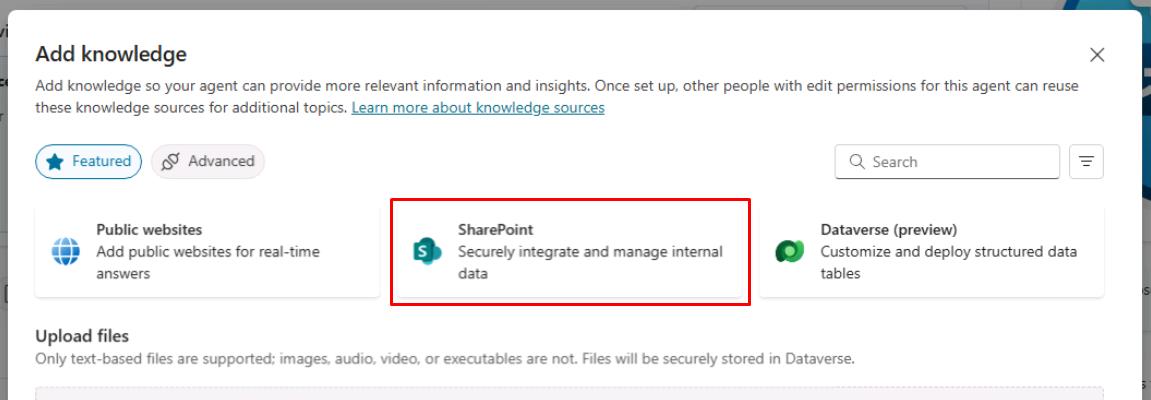 Add knowledge
Add knowledge so your agent can provide more relevant information and insights. Once set up, other people with edit permissions for this agent can reuse
these knowledge sources for additional topics. Learn more about knowledge sources
Featured
Advanced
Search
Public websites
Add public websites for real-time
answers
S
SharePoint
Securely integrate and manage internal
data
Dataverse (preview)
Customize and deploy structured data
tables
Upload files
Only text-based files are supported; images, audio, video, or executables are not. Files will be securely stored in Dataverse.